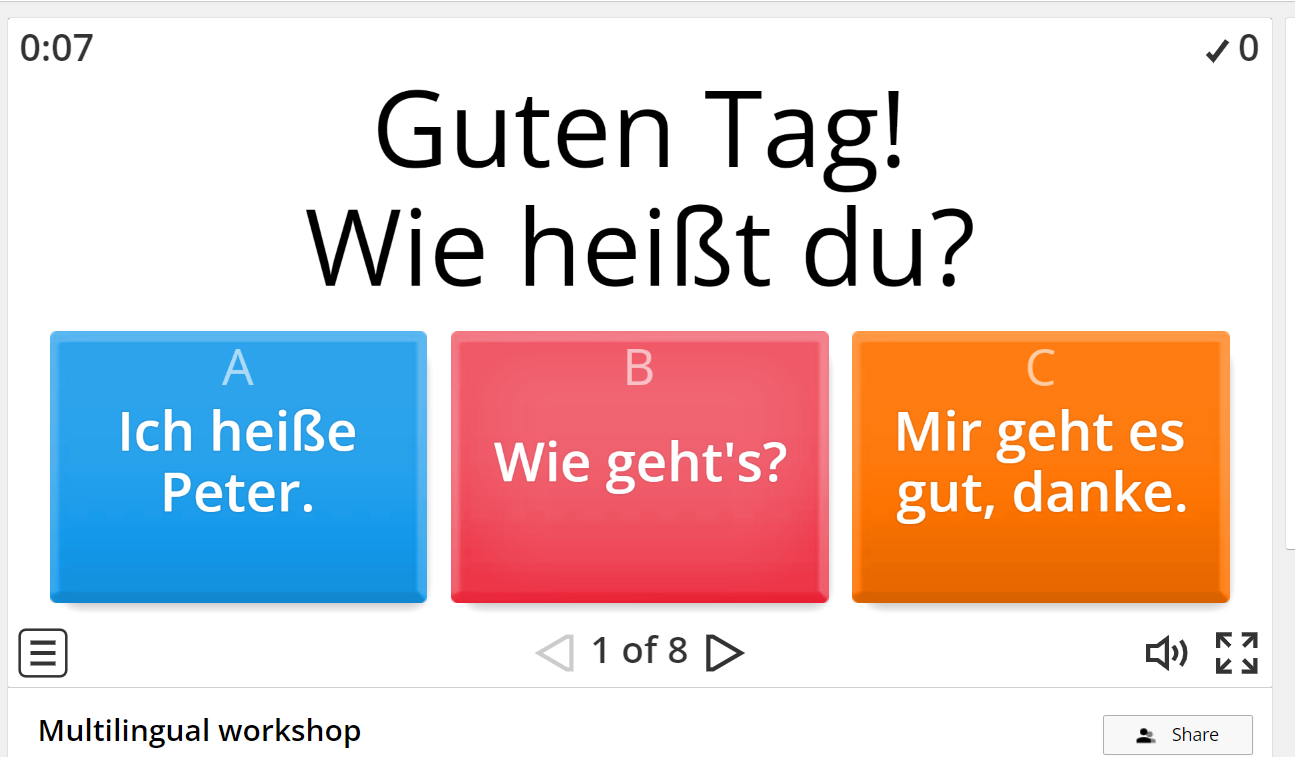 0:07
✓ 0
Guten Tag!
Wie heißt du?
A
Ich heiße
Peter.
B
Wie geht's?
C
Mir geht es
gut, danke.
1 of 8
Multilingual workshop
Share